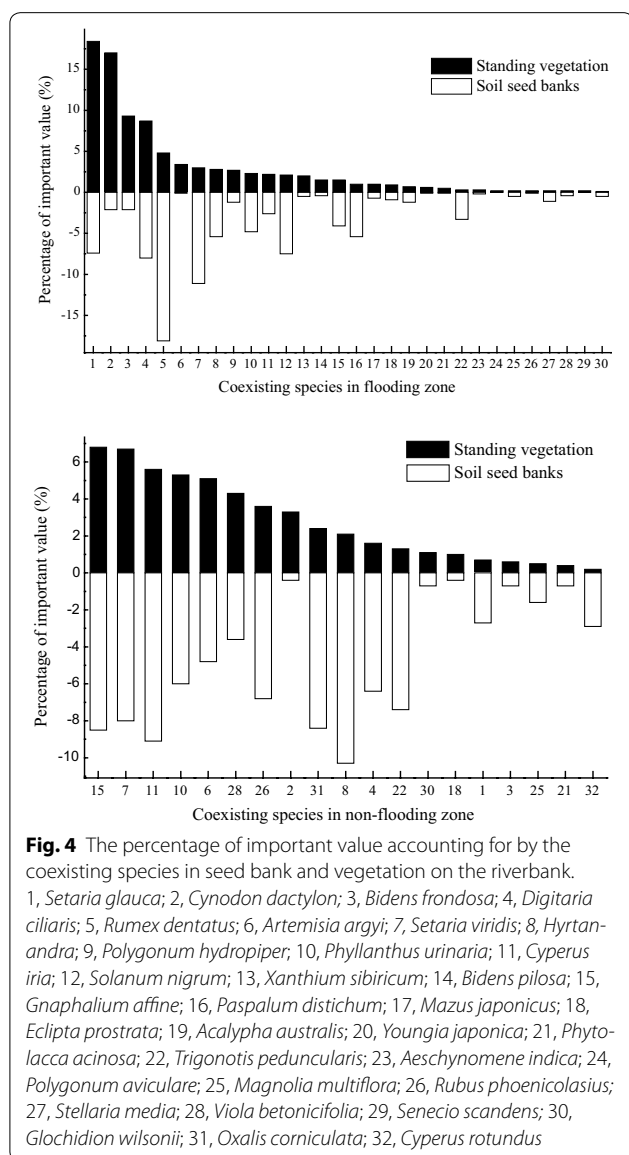 Standing vegetation
Soil seed banks
Percentage of important value (%)
15
10
5
0
-5
-10
-15
1 2 3 4 5 6 7 8 9 10 11 12 13 14 15 16 17 18 19 20 21 22 23 24 25 26 27 28 29 30
Coexisting species in flooding zone
Standing vegetation
Soil seed banks
Percentage of important value (%)
6
4
2
0
-2
-4
-6
-8
-10
15 7 11 10 6 28 26 2 31 8 4 22 30 18 1 3 25 21 32
Coexisting species in non-flooding zone
Fig. 4 The percentage of important value accounting for by the
coexisting species in seed bank and vegetation on the riverbank.
1, Setaria glauca; 2, Cynodon dactylon; 3, Bidens frondosa; 4, Digitaria
ciliaris; 5, Rumex dentatus; 6, Artemisia argyi; 7, Setaria viridis; 8, Hyrtan-
andra; 9, Polygonum hydropiper; 10, Phyllanthus urinaria; 11, Cyperus
iria; 12, Solanum nigrum; 13, Xanthium sibiricum; 14, Bidens pilosa; 15,
Gnaphalium affine; 16, Paspalum distichum; 17, Mazus japonicus; 18,
Eclipta prostrata; 19, Acalypha australis; 20, Youngia japonica; 21, Phyto-
lacca acinosa; 22, Trigonotis peduncularis; 23, Aeschynomene indica; 24,
Polygonum aviculare; 25, Magnolia multiflora; 26, Rubus phoenicolasius;
27, Stellaria media; 28, Viola betonicifolia; 29, Senecio scandens; 30,
Glochidion wilsonii; 31, Oxalis corniculata; 32, Cyperus rotundus